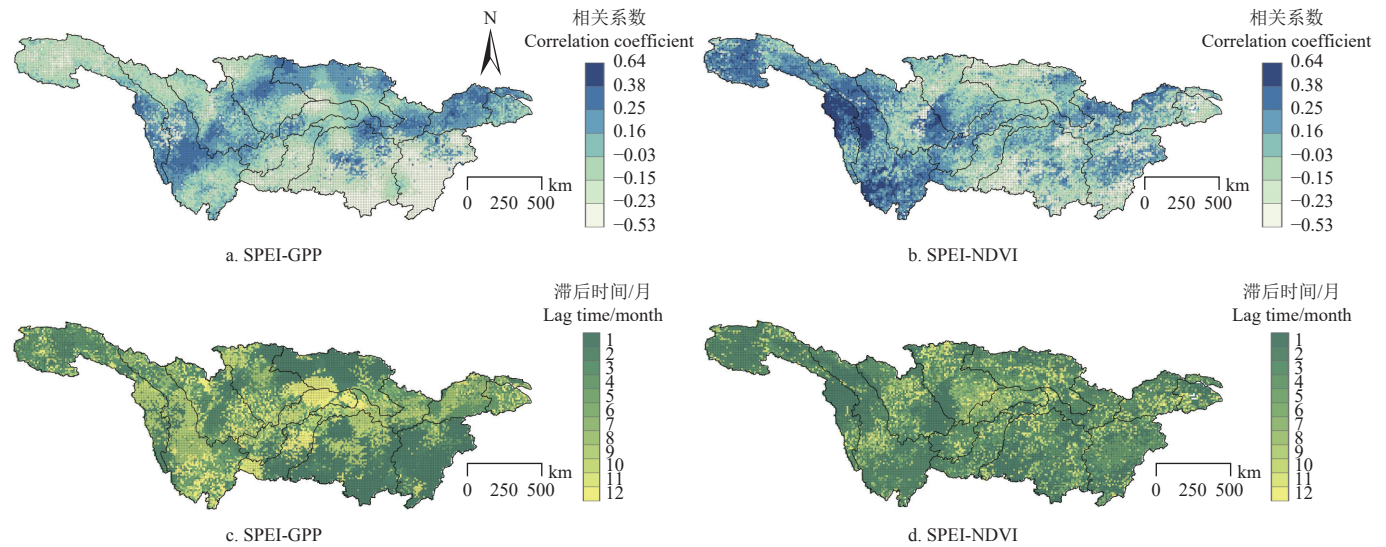 相关系数
Correlation coefficient
0.64
0.38
0.25
0.16
−0.03
−0.15
−0.23
−0.53
N
km
0 250 500
a. SPEI-GPP
相关系数
Correlation coefficient
0.64
0.38
0.25
0.16
−0.03
−0.15
−0.23
−0.53
km
0 250 500
b. SPEI-NDVI
滞后时间/月
Lag time/month
1
2
3
4
5
6
7
8
9
10
11
12
km
0 250 500
c. SPEI-GPP
滞后时间/月
Lag time/month
1
2
3
4
5
6
7
8
9
10
11
12
km
0 250 500
d. SPEI-NDVI